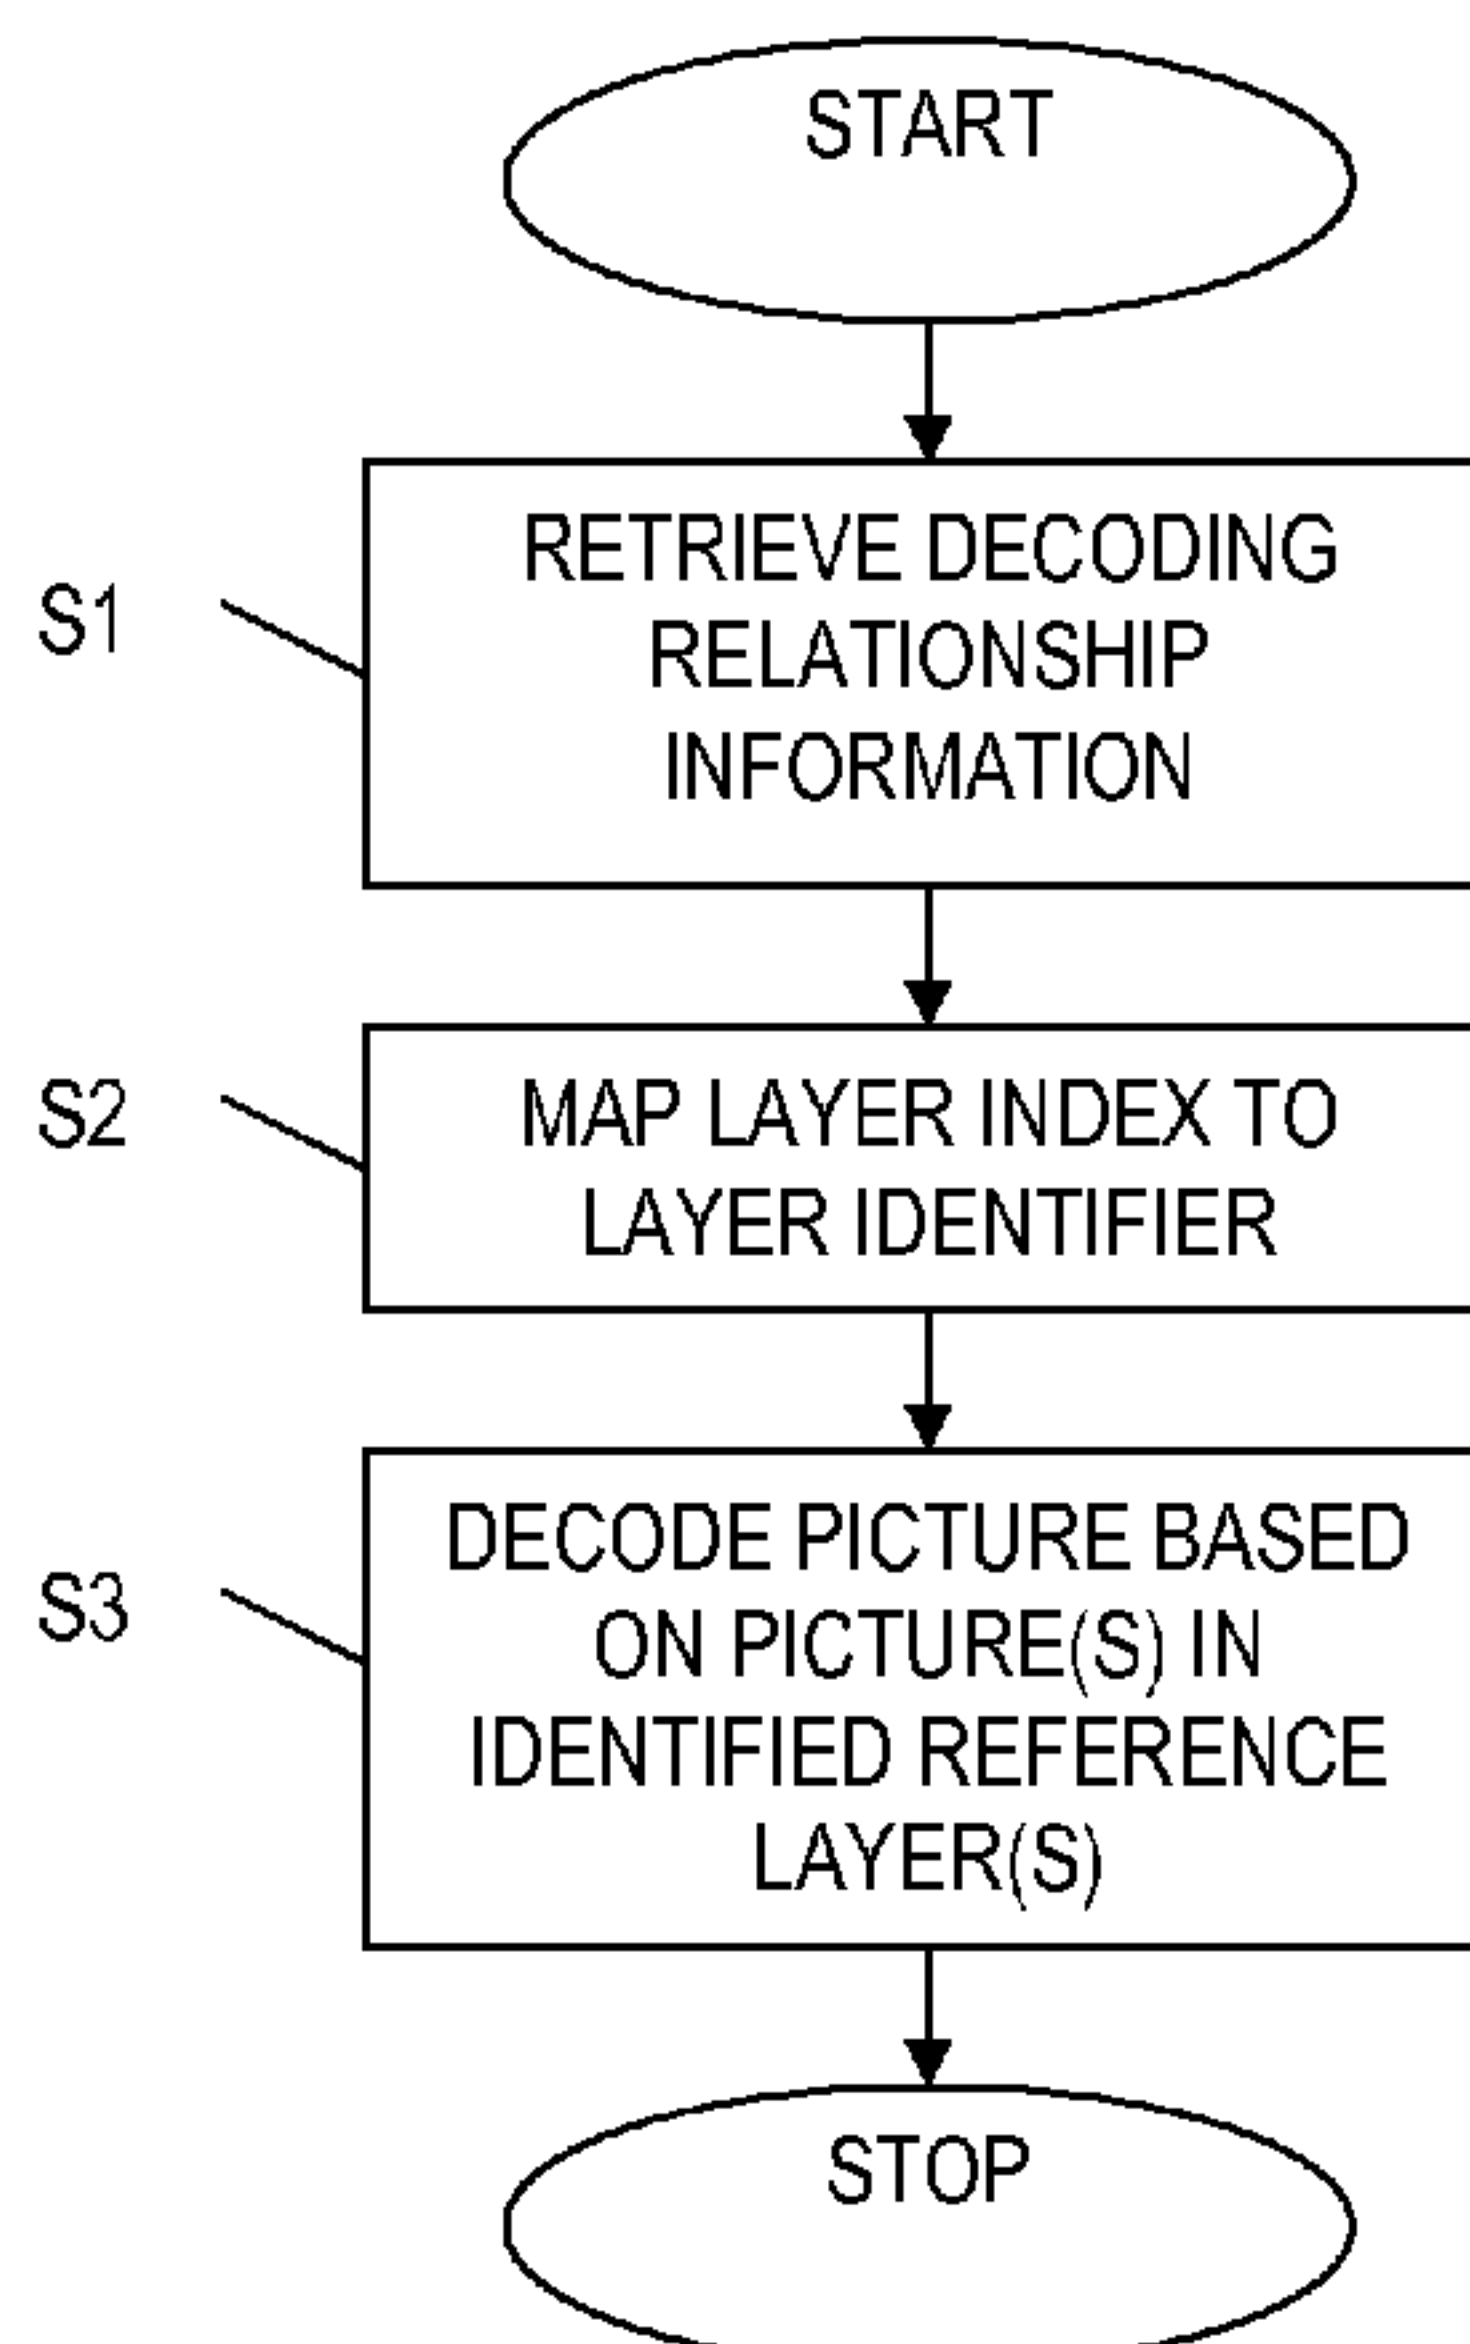 START
S1
RETRIEVE DECODING
RELATIONSHIP
INFORMATION
S2
MAP LAYER INDEX TO
LAYER IDENTIFIER
S3
DECODE PICTURE BASED
ON PICTURE(S) IN
IDENTIFIED REFERENCE
LAYER(S)
STOP